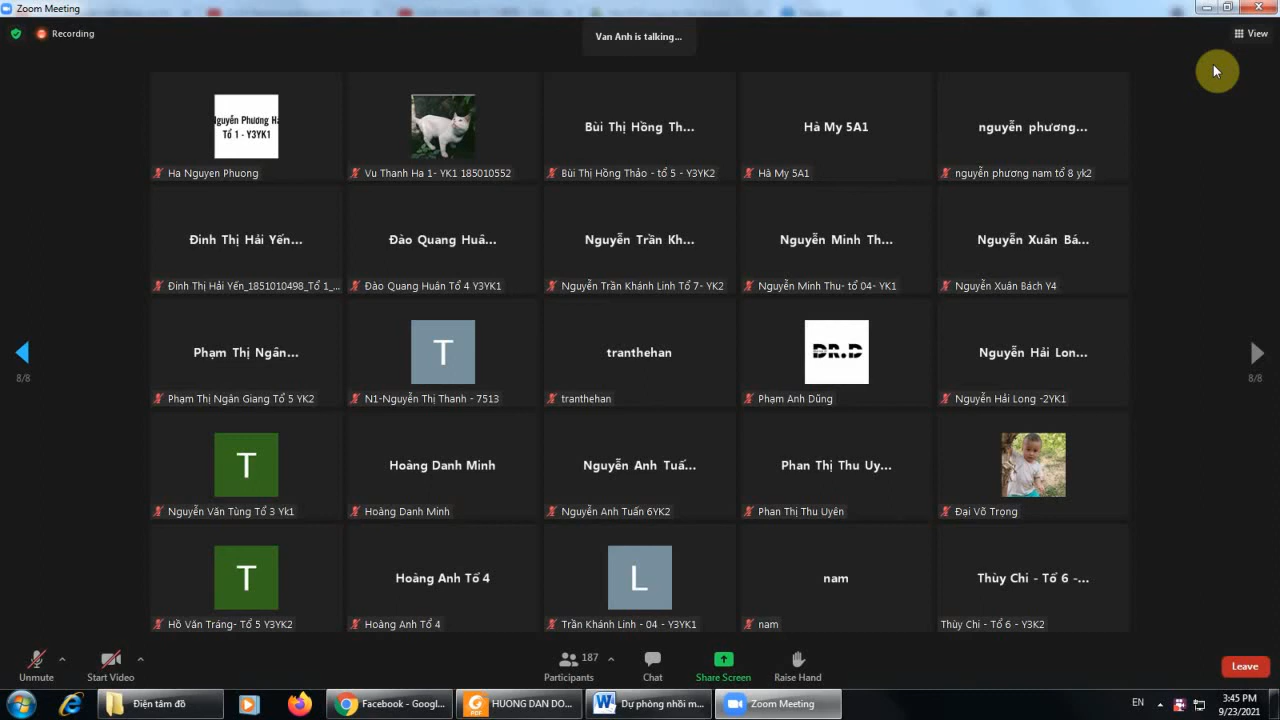 Zoom Meeting
Recording
Van Anh is talking...
View
Nguyễn Phương Hà
Tổ 1 - Y3YK1
Ha Nguyen Phuong
Vu Thanh Ha 1- YK1 185010552
Bùi Thị Hồng Th...
Bùi Thị Hồng Thảo - tổ 5 - Y3YK2
Hà My 5A1
Hà My 5A1
nguyễn phương...
nguyễn phương nam tổ 8 yk2
Đinh Thị Hải Yến...
Đinh Thị Hải Yến_1851010498_Tổ 1_...
Đào Quang Huâ...
Đào Quang Huân Tổ 4 Y3YK1
Nguyễn Trần Kh...
Nguyễn Trần Khánh Linh Tổ 7- YK2
Nguyễn Minh Th...
Nguyễn Minh Thu- tổ 04- YK1
Nguyễn Xuân Bá...
Nguyễn Xuân Bách Y4
8/8
Phạm Thị Ngân...
Phạm Thị Ngân Giang Tổ 5 YK2
T
N1-Nguyễn Thị Thanh - 7513
tranthehan
tranthehan
DR.D
Phạm Anh Dũng
Nguyễn Hải Lon...
Nguyễn Hải Long -2YK1
8/8
T
Nguyễn Văn Tùng Tổ 3 Yk1
Hoàng Danh Minh
Hoàng Danh Minh
Nguyễn Anh Tuấ...
Nguyễn Anh Tuấn 6YK2
Phan Thị Thu Uy...
Phan Thị Thu Uyên
Đại Võ Trọng
T
Hồ Văn Tráng- Tổ 5 Y3YK2
Hoàng Anh Tổ 4
Hoàng Anh Tổ 4
L
Trần Khánh Linh - 04 - Y3YK1
nam
nam
Thùy Chi - Tổ 6 -...
Thùy Chi - Tổ 6 - Y3K2
Unmute
Start Video
187
Participants
Chat
Share Screen
Raise Hand
Leave
Điện tâm đồ
Facebook - Googl...
HUONG DAN DO...
Dự phòng nhồi m...
Zoom Meeting
EN
3:45 PM
9/23/2021